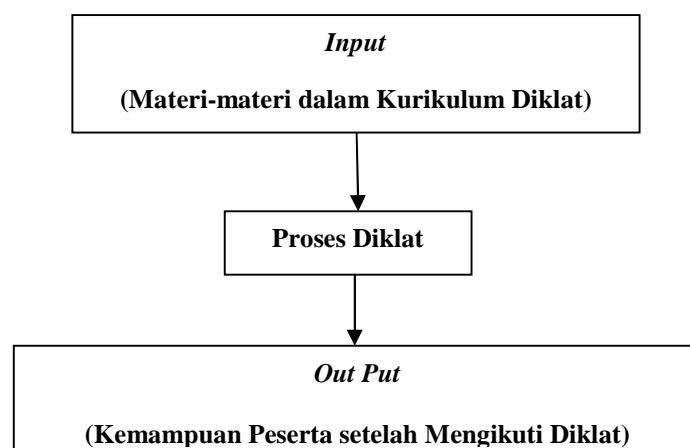 Input
(Materi-materi dalam Kurikulum Diklat)
Proses Diklat
Out Put
(Kemampuan Peserta setelah Mengikuti Diklat)